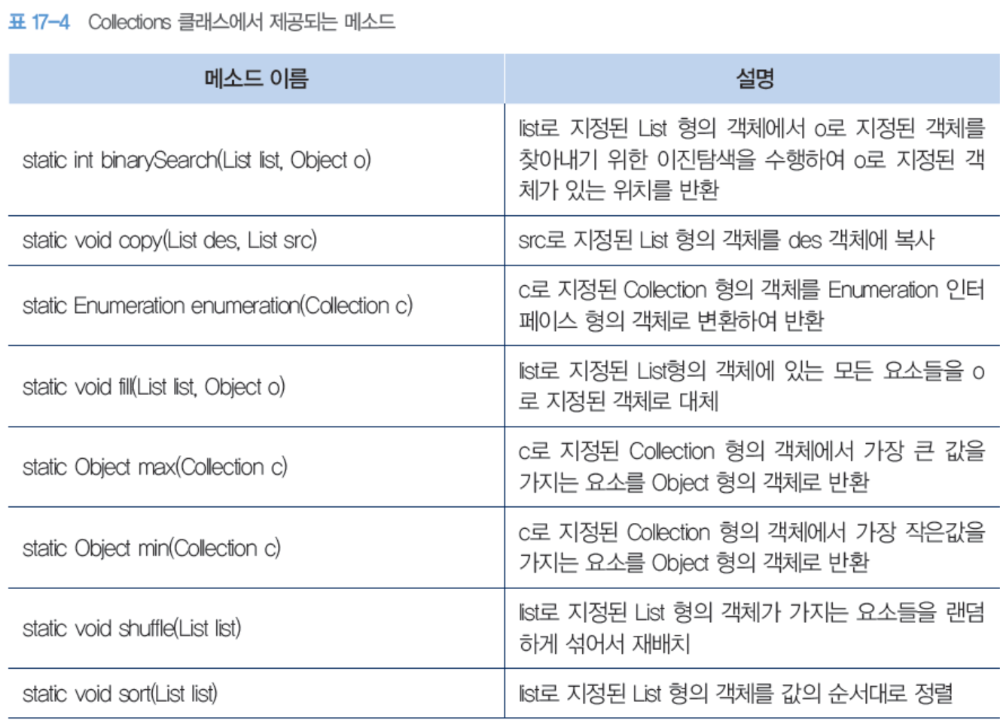 표 17-4 Collections 클래스에서 제공되는 메소드
메소드 이름 설명
static int binarySearch(List list, Object o)
list로 지정된 List 형의 객체에서 o로 지정된 객체를
찾아내기 위한 이진탐색을 수행하여 o로 지정된 객
체가 있는 위치를 반환
static void copy(List des, List src)
src로 지정된 List 형의 객체를 des 객체에 복사
static Enumeration enumeration(Collection c)
c로 지정된 Collection 형의 객체를 Enumeration 인터
페이스 형의 객체로 변환하여 반환
static void fill(List list, Object o)
list로 지정된 List형의 객체에 있는 모든 요소들을 o
로 지정된 객체로 대체
static Object max(Collection c)
c로 지정된 Collection 형의 객체에서 가장 큰 값을
가지는 요소를 Object 형의 객체로 반환
static Object min(Collection c)
c로 지정된 Collection 형의 객체에서 가장 작은값을
가지는 요소를 Object 형의 객체로 반환
static void shuffle(List list)
list로 지정된 List 형의 객체가 가지는 요소들을 랜덤
하게 섞어서 재배치
static void sort(List list)
list로 지정된 List 형의 객체를 값의 순서대로 정렬